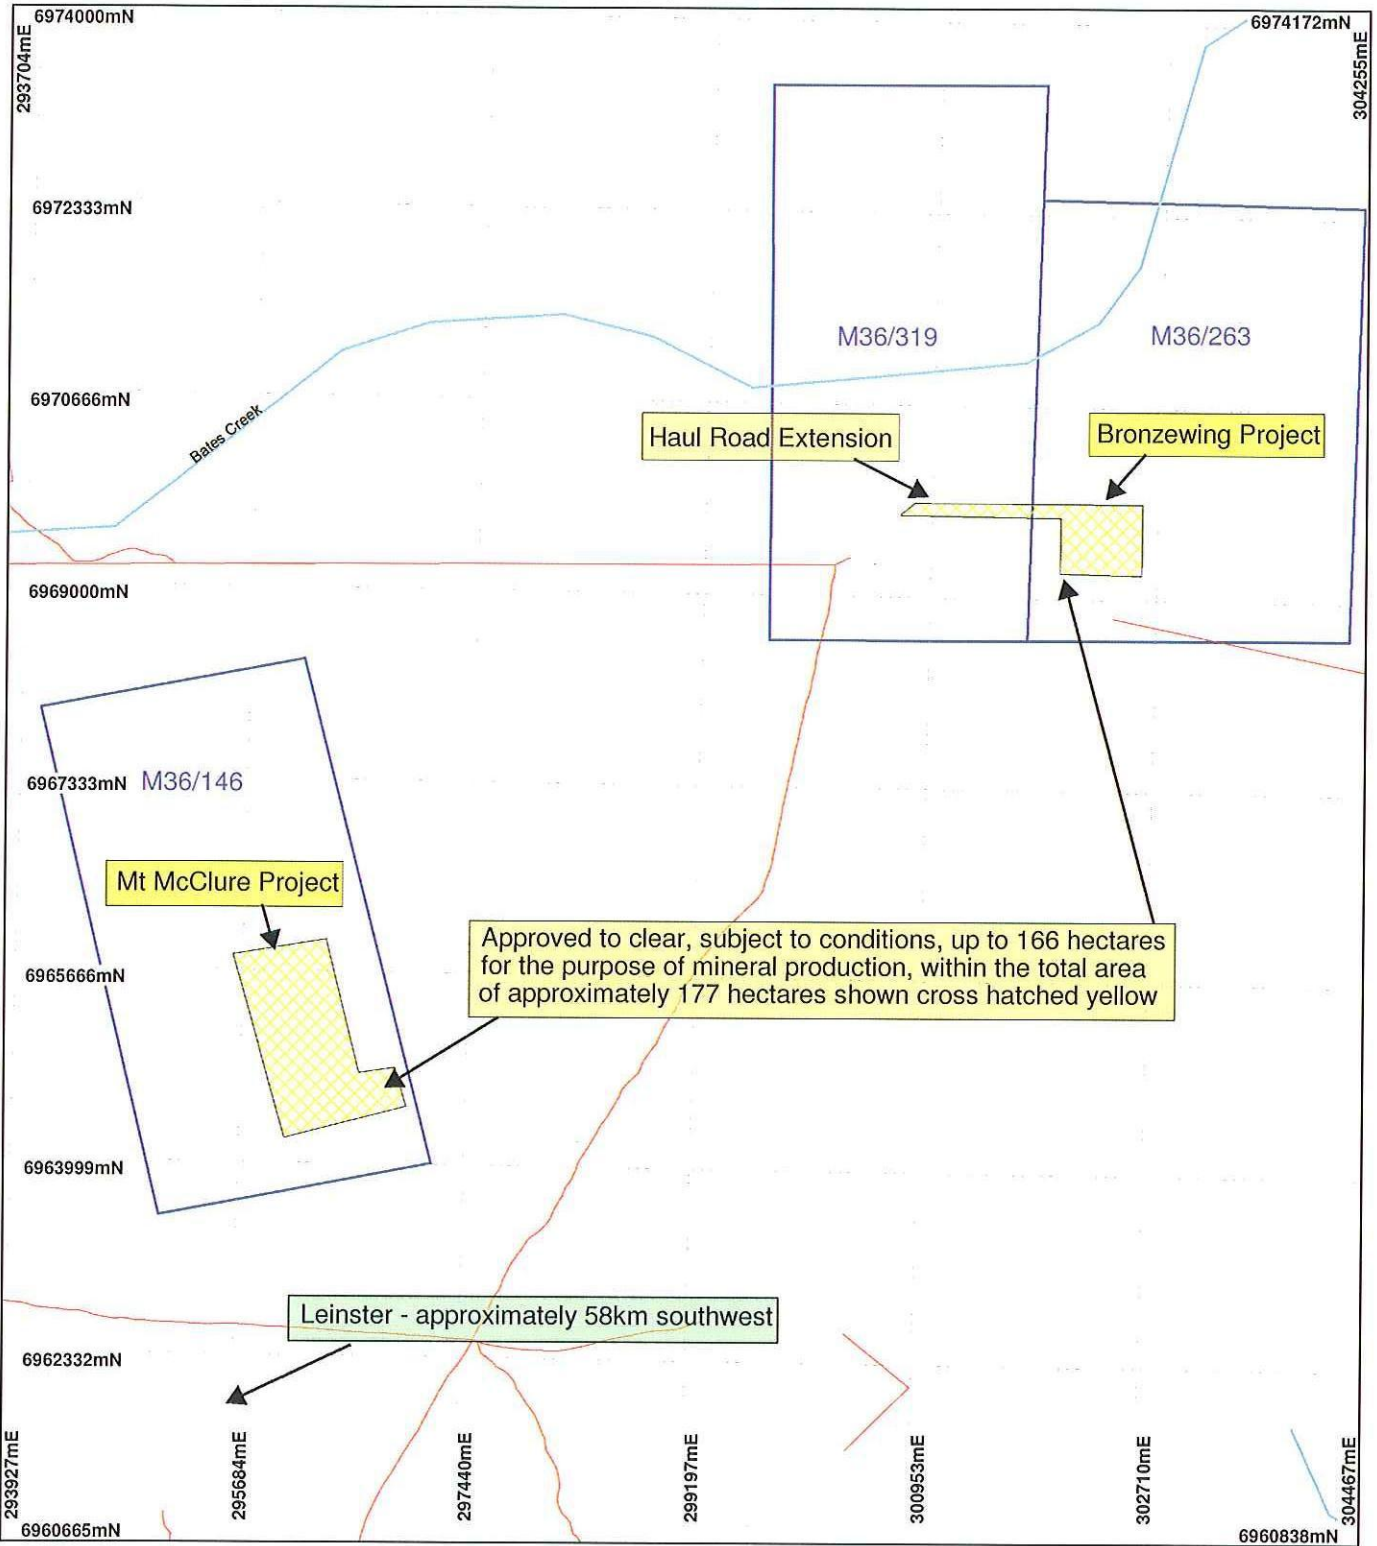 6974000mN
6974172mN
293704mE
304255mE
6972333mN
M36/319
M36/263
6970666mN
Bates Creek
Haul Road Extension
Bronzewing Project
6969000mN
6967333mN
M36/146
Mt McClure Project
Approved to clear, subject to conditions, up to 166 hectares
for the purpose of mineral production, within the total area
of approximately 177 hectares shown cross hatched yellow
6965666mN
6963999mN
Leinster - approximately 58km southwest
6962332mN
293927mE
295684mE
297440mE
299197mE
300953mE
302710mE
304467mE
6960665mN
6960838mN